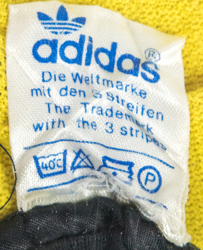 adidas ®
Die Weltmarke
mit den 3 Streifen
The Trademark
with the 3 stripes
40°C P